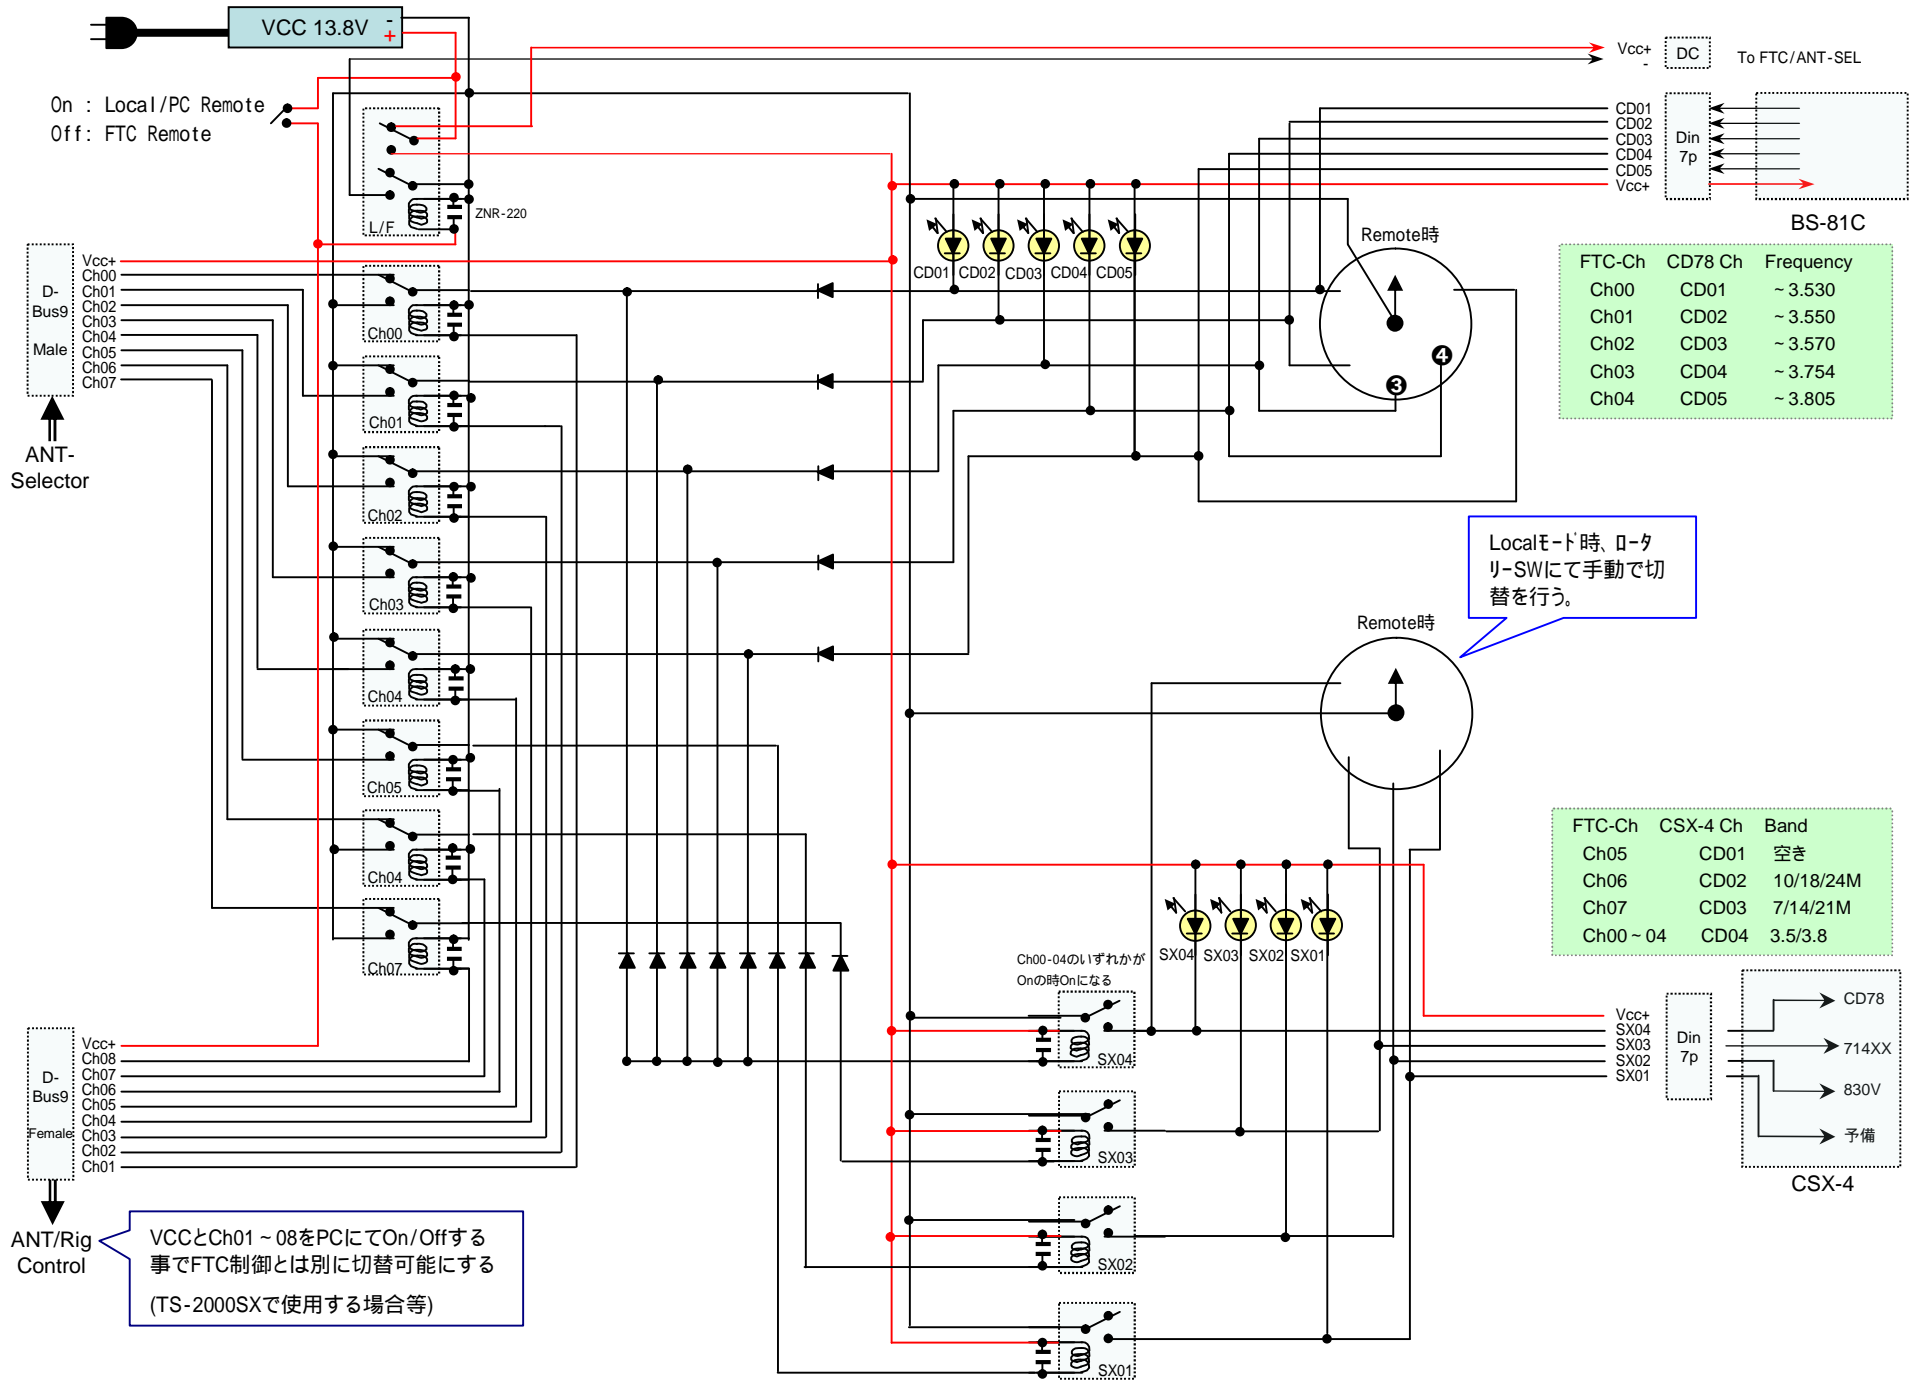 VCC 13.8V
-
+
On : Local/PC Remote
Off: FTC Remote
L/F
ZNR-220
Vcc+
-
DC
To FTC/ANT-SEL
CD01
CD02
CD03
CD04
CD05
Vcc+
Din
7p
BS-81C
D-
Bus9
Male
Vcc+
Ch00
Ch01
Ch02
Ch03
Ch04
Ch05
Ch06
Ch07
ANT-
Selector
Ch00
Ch01
Ch02
Ch03
Ch04
Ch05
Ch04
Ch07
CD01
CD02
CD03
CD04
CD05
Remote時
❹
❸
FTC-Ch CD78 Ch Frequency
Ch00 CD01 ~3.530
Ch01 CD02 ~3.550
Ch02 CD03 ~3.570
Ch03 CD04 ~3.754
Ch04 CD05 ~3.805
Localモード時、ロータ
リーSWにて手動で切
替を行う。
Remote時
FTC-Ch CSX-4 Ch Band
Ch05 CD01 空き
Ch06 CD02 10/18/24M
Ch07 CD03 7/14/21M
Ch00~04 CD04 3.5/3.8
SX04
SX03
SX02
SX01
Ch00-04のいずれかが
Onの時Onになる
SX04
SX03
SX02
SX01
Vcc+
SX04
SX03
SX02
SX01
Din
7p
CD78
714XX
830V
予備
CSX-4
D-
Bus9
Female
Vcc+
Ch08
Ch07
Ch06
Ch05
Ch04
Ch03
Ch02
Ch01
ANT/Rig
Control
VCCとCh01~08をPCにてOn/Offする
事でFTC制御とは別に切替可能にする
(TS-2000SXで使用する場合等)